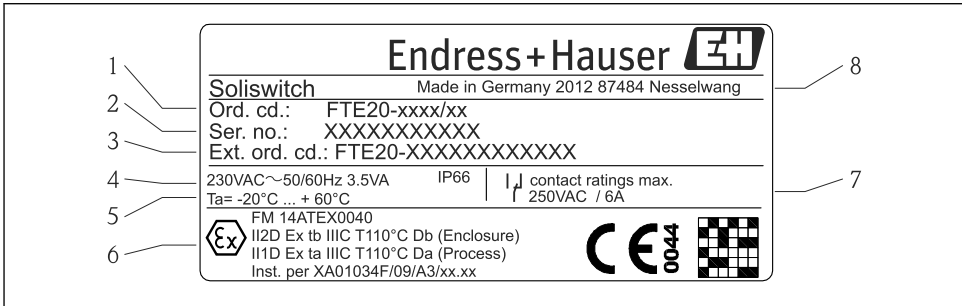 Endress+Hauser EH
Soliswitch Made in Germany 2012 87484 Nesselwang
Ord. cd.: FTE20-xxxx/xx
Ser. no.: XXXXXXXXXXX
Ext. ord. cd.: FTE20-XXXXXXXXXXXX
230VAC~50/60Hz 3.5VA IP66 contact ratings max.
Ta= -20°C ... + 60°C 250VAC / 6A
FM 14ATEX0040
Ex II2D Ex tb IIIC T110°C Db (Enclosure)
II1D Ex ta IIIC T110°C Da (Process)
Inst. per XA01034F/09/A3/xx.xx
CE 0044
1
2
3
4
5
6
7
8